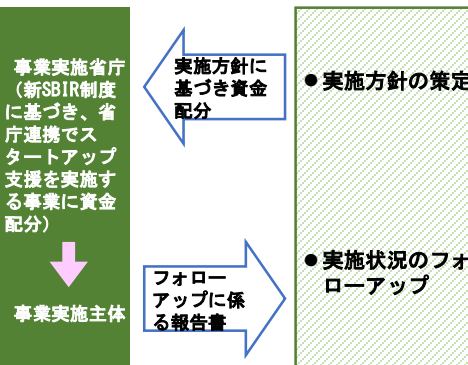 事業実施省庁
（新SBIR制度
に基づき、省
庁連携でス
タートアップ
支援を実施す
る事業に資金
配分）
事業実施主体
実施方針に
基づき資金
配分
フォロー
アップに係
る報告書
●実施方針の策定
●実施状況のフォ
ローアップ